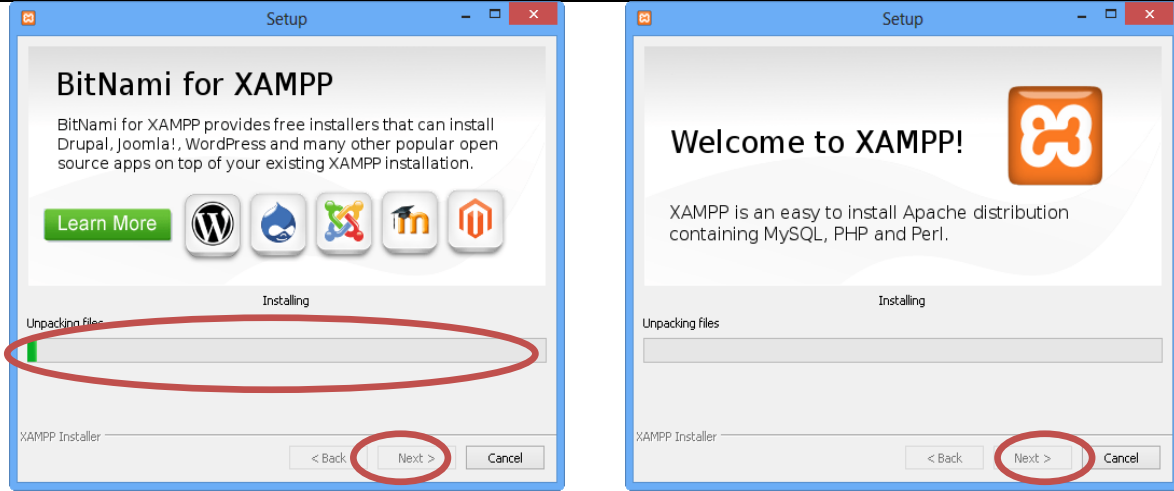 Setup
BitNami for XAMPP
BitNami for XAMPP provides free installers that can install
Drupal, Joomla!, WordPress and many other popular open
source apps on top of your existing XAMPP installation.
Learn More
Installing
Unpacking files
XAMPP Installer
< Back
Next >
Cancel
Setup
Welcome to XAMPP!
XAMPP is an easy to install Apache distribution
containing MySQL, PHP and Perl.
Installing
Unpacking files
XAMPP Installer
< Back
Next >
Cancel